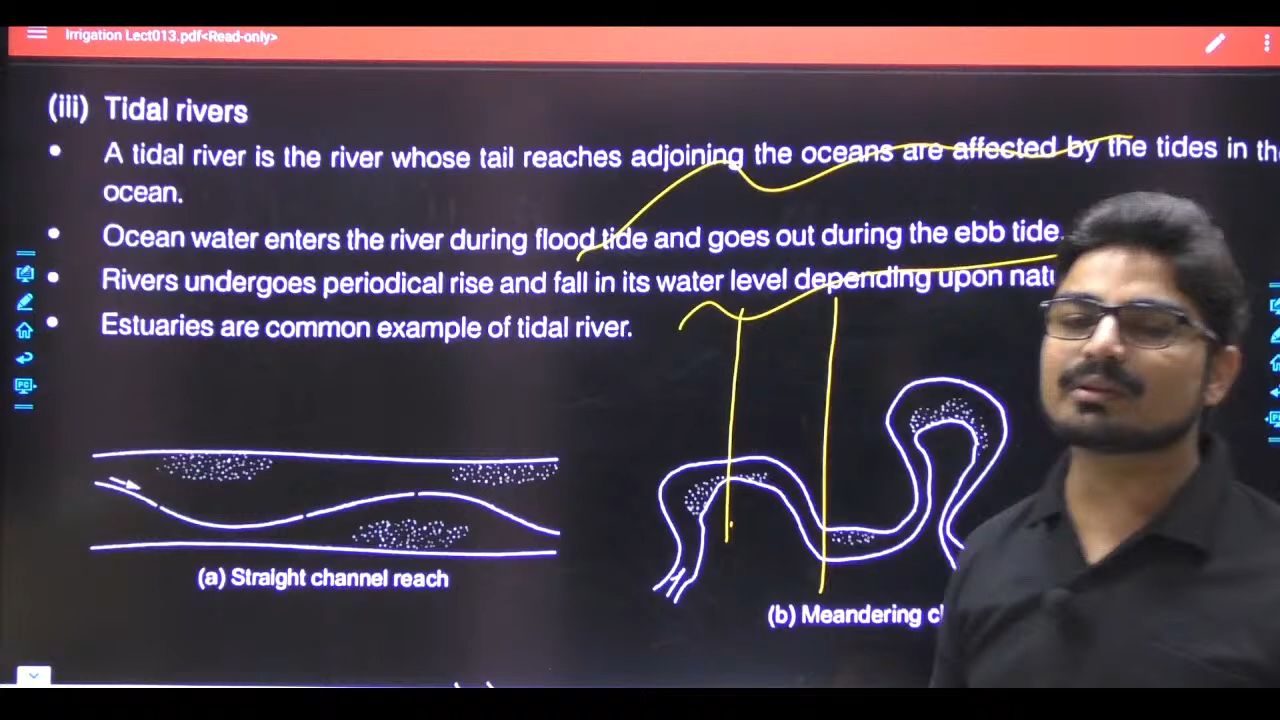 Irrigation Lect013.pdf<Read-only>
(iii) Tidal rivers
• A tidal river is the river whose tail reaches adjoining the oceans are affected by the tides in the
ocean.
• Ocean water enters the river during flood tide and goes out during the ebb tide.
• Rivers undergoes periodical rise and fall in its water level depending upon
• Estuaries are common example of tidal river.
(a) Straight channel reach
(b) Meandering